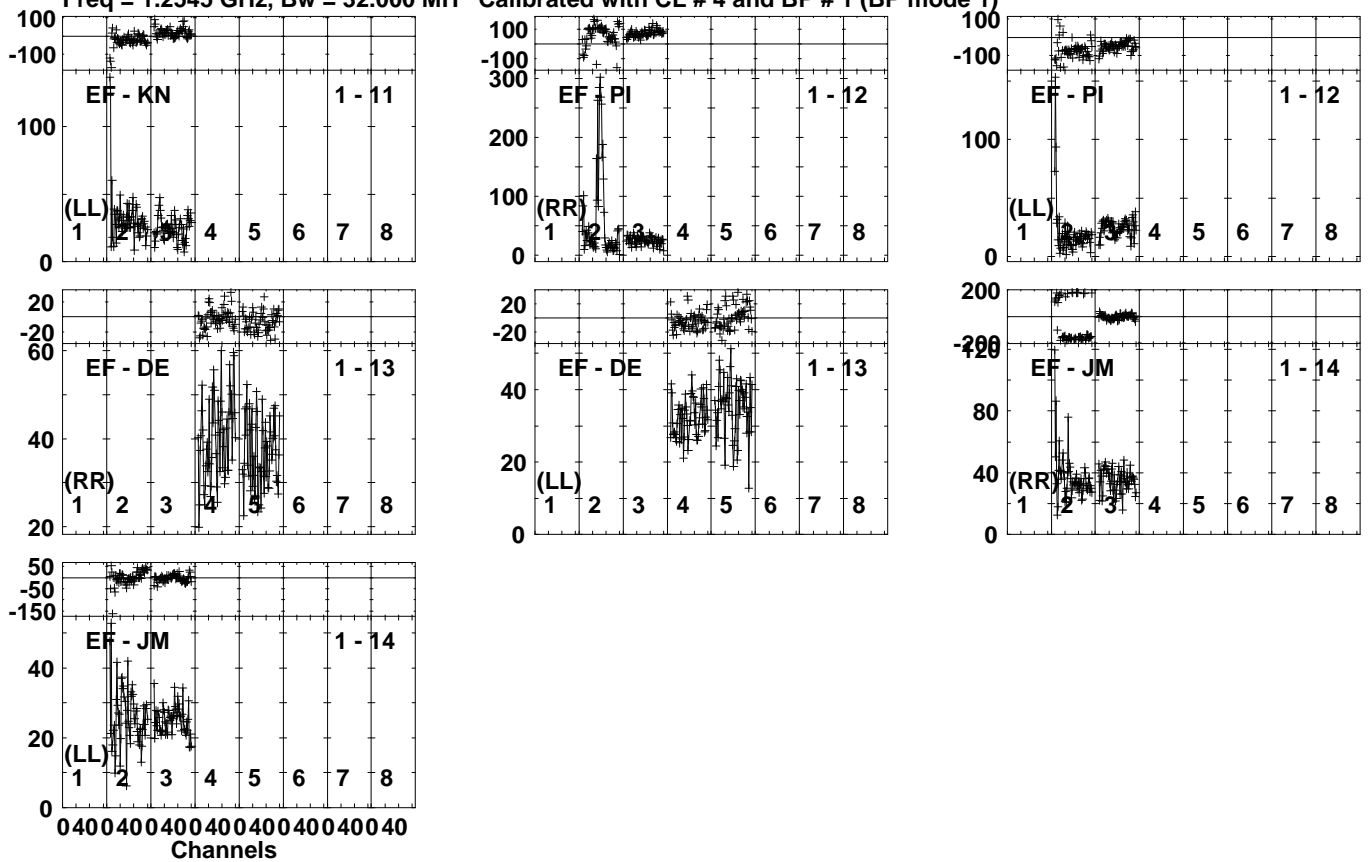 Freq = 1.2545 GHz, Bw = 32.000 MH Calibrated with CL # 4 and BP # 1 (BP mode 1)
100
-100
EF - KN 1 - 11
100
(LL)
1 2 3 4 5 6 7 8
0
100
-100
300
EF - PI 1 - 12
200
100
(RR)
1 2 3 4 5 6 7 8
0
100
-100
EF - PI 1 - 12
100
(LL)
1 2 3 4 5 6 7 8
0
20
-20
60
EF - DE 1 - 13
40
(RR)
1 2 3 4 5 6 7 8
20
20
-20
EF - DE 1 - 13
40
20
(LL)
1 2 3 4 5 6 7 8
0
200
-200
120
EF - JM 1 - 14
80
40
(RR)
1 2 3 4 5 6 7 8
0
50
-50
-150
EF - JM 1 - 14
40
20
(LL)
1 2 3 4 5 6 7 8
0
0 40 0 40 0 40 0 40 0 40 0 40 0 40 0 40
Channels